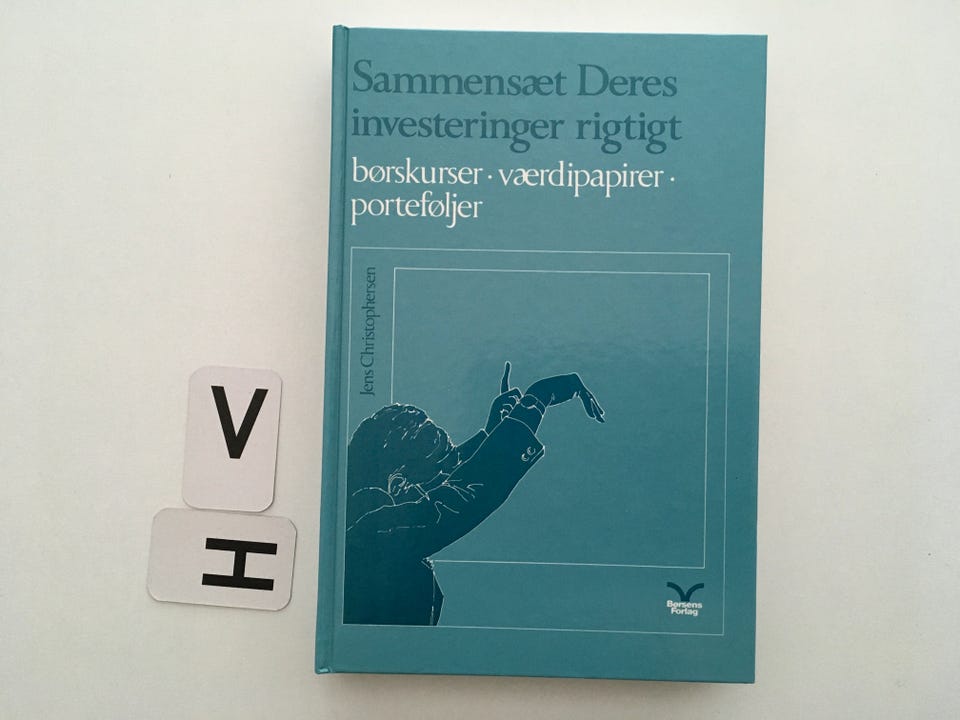 Sammensæt Deres
investeringer rigtigt
børskurser · værdipapirer ·
porteføljer
Jens Christophersen
Børsens
Forlag
V
H